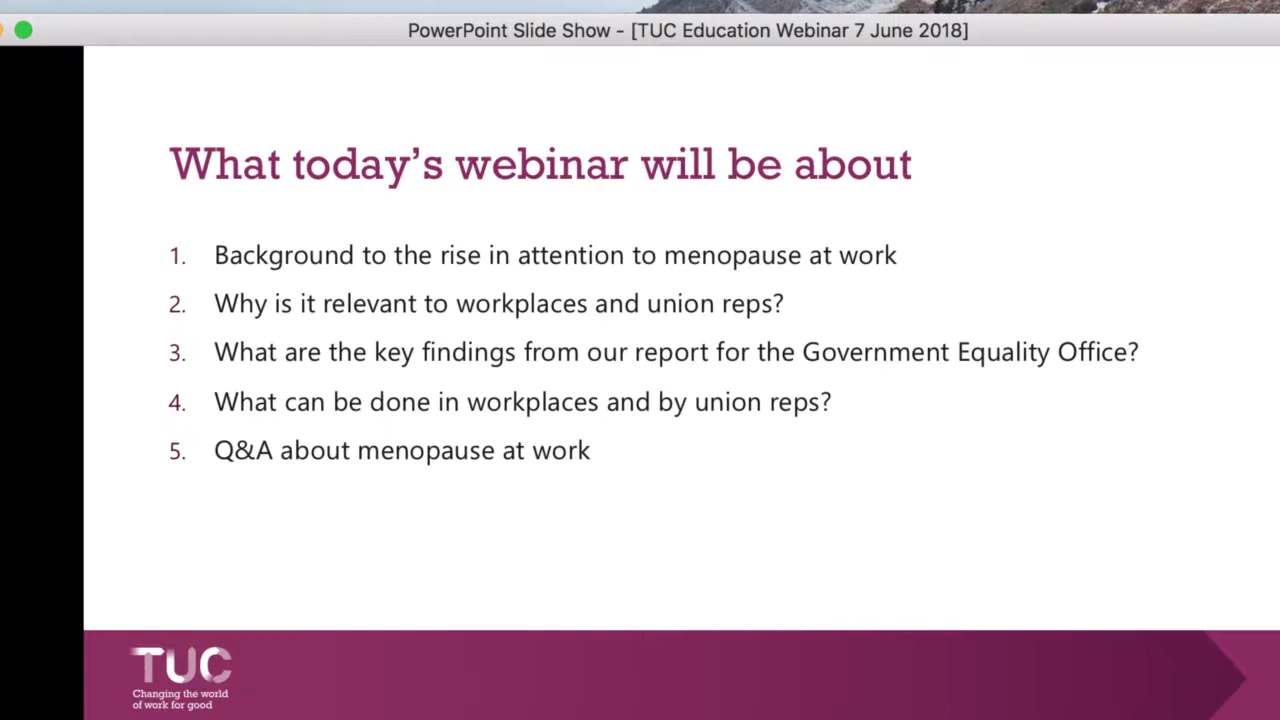 PowerPoint Slide Show - [TUC Education Webinar 7 June 2018]
What today’s webinar will be about
1. Background to the rise in attention to menopause at work
2. Why is it relevant to workplaces and union reps?
3. What are the key findings from our report for the Government Equality Office?
4. What can be done in workplaces and by union reps?
5. Q&A about menopause at work
TUC
Changing the world
of work for good